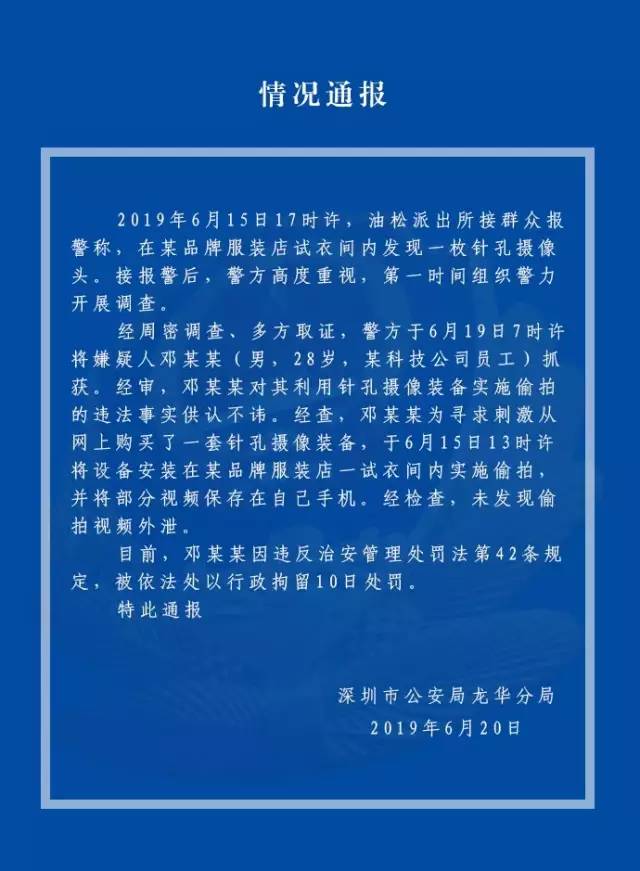 情况通报
2019年6月15日17时许，油松派出所接群众报
警称，在某品牌服装店试衣间内发现一枚针孔摄像
头。接报警后，警方高度重视，第一时间组织警力
开展调查。
经周密调查、多方取证，警方于6月19日7时许
将嫌疑人邓某某（男，28岁，某科技公司员工）抓
获。经审，邓某某对其利用针孔摄像装备实施偷拍
的违法事实供认不讳。经查，邓某某为寻求刺激从
网上购买了一套针孔摄像装备，于6月15日13时许
将设备安装在某品牌服装店一试衣间内实施偷拍，
并将部分视频保存在自己手机。经检查，未发现偷
拍视频外泄。
目前，邓某某因违反治安管理处罚法第42条规
定，被依法处以行政拘留10日处罚。
特此通报
深圳市公安局龙华分局
2019年6月20日